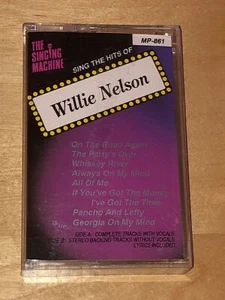 THE
SINGING
MACHINE
MP-861
SING THE HITS OF
Willie Nelson
On The Road Again
The Party's Over
Whiskey River
Always On My Mind
All Of Me
If You've Got The Money
I've Got The Time
Pancho And Lefty
Georgia On My Mind
SIDE A: COMPLETE TRACKS WITH VOCALS
SIDE B: STEREO BACKING TRACKS WITHOUT VOCALS
LYRICS INCLUDED